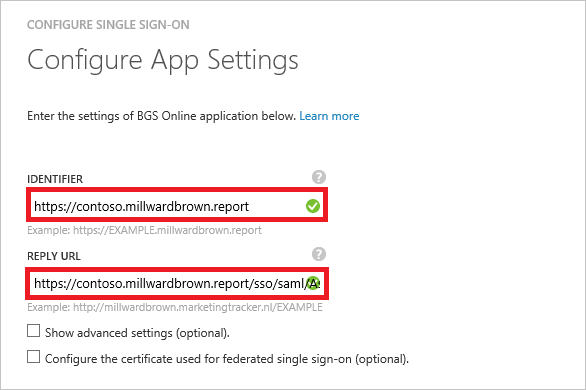 CONFIGURE SINGLE SIGN-ON
Configure App Settings
Enter the settings of BGS Online application below. Learn more
IDENTIFIER ?
https://contoso.millwardbrown.report
Example: https://EXAMPLE.millwardbrown.report
REPLY URL ?
https://contoso.millwardbrown.report/sso/saml/
Example: http://millwardbrown.marketingtracker.nl/EXAMPLE
Show advanced settings (optional).
Configure the certificate used for federated single sign-on (optional).